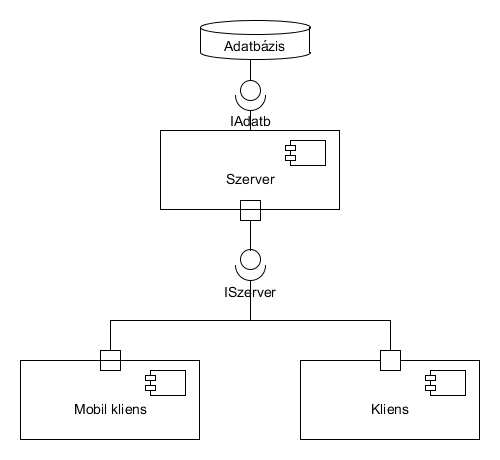 Adatbázis
IAdatb
Szerver
ISzerver
Mobil kliens
Kliens